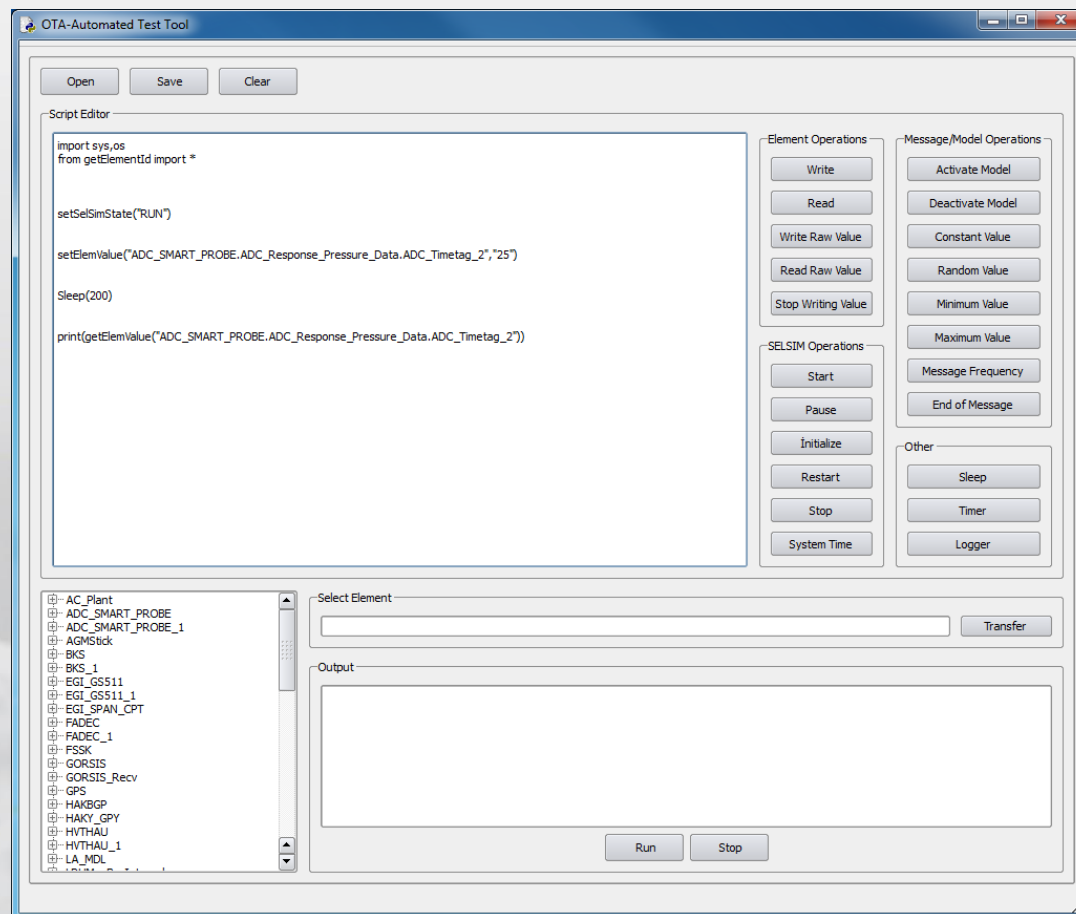 OTA-Automated Test Tool
Open
Save
Clear
Script Editor
import sys,os
from getElementId import *
setSelSimState("RUN")
setElemValue("ADC_SMART_PROBE.ADC_Response_Pressure_Data.ADC_Timetag_2","25")
Sleep(200)
print(getElemValue("ADC_SMART_PROBE.ADC_Response_Pressure_Data.ADC_Timetag_2"))
Element Operations
Write
Read
Write Raw Value
Read Raw Value
Stop Writing Value
SELSIM Operations
Start
Pause
İnitialize
Restart
Stop
System Time
Message/Model Operations
Activate Model
Deactivate Model
Constant Value
Random Value
Minimum Value
Maximum Value
Message Frequency
End of Message
Other
Sleep
Timer
Logger
AC_Plant
ADC_SMART_PROBE
ADC_SMART_PROBE_1
AGMStick
BKS
BKS_1
EGI_GS511
EGI_GS511_1
EGI_SPAN_CPT
FADEC
FADEC_1
FSSK
GORSIS
GORSIS_Recv
GPS
HAKBGP
HAKY_GPY
HVTHAU
HVTHAU_1
LA_MDL
Select Element
Transfer
Output
Run
Stop